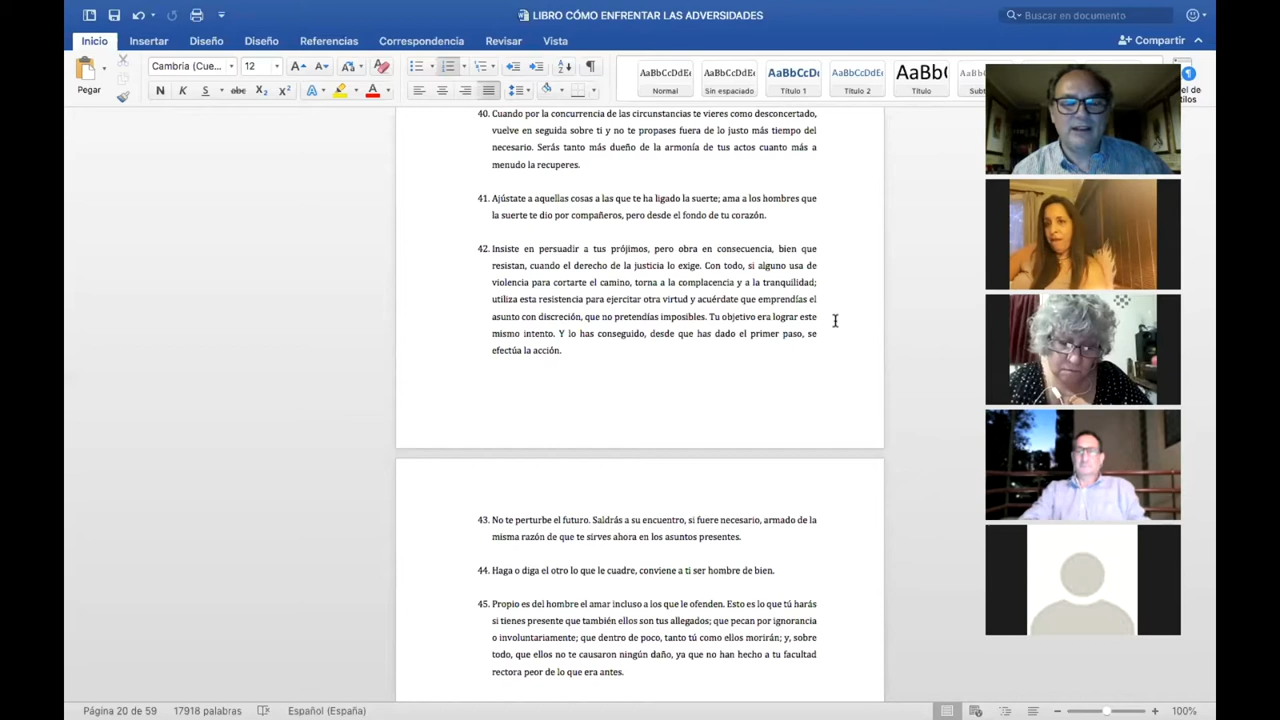 LIBRO CÓMO ENFRENTAR LAS ADVERSIDADES
Buscar en documento
Inicio Insertar Diseño Diseño Referencias Correspondencia Revisar Vista
Compartir
Pegar
Cambria (Cue... 12
N K S abc X₂ X² A A
AaBbCcDdEe AaBbCcDdEe AaBbCcDc AaBbCcDdEe AaBbC
Normal Sin espaciado Título 1 Título 2 Título
40. Cuando por la concurrencia de las circunstancias te vieres como desconcertado,
vuelve en seguida sobre ti y no te propases fuera de lo justo más tiempo del
necesario. Serás tanto más dueño de la armonía de tus actos cuanto más a
menudo la recuperes.
41. Ajústate a aquellas cosas a las que te ha ligado la suerte; ama a los hombres que
la suerte te dio por compañeros, pero desde el fondo de tu corazón.
42. Insiste en persuadir a tus prójimos, pero obra en consecuencia, bien que
resistan, cuando el derecho de la justicia lo exige. Con todo, si alguno usa de
violencia para cortarte el camino, torna a la complacencia y a la tranquilidad;
utiliza esta resistencia para ejercitar otra virtud y acuérdate que emprendías el
asunto con discreción, que no pretendías imposibles. Tu objetivo era lograr este
mismo intento. Y lo has conseguido, desde que has dado el primer paso, se
efectúa la acción.
43. No te perturbe el futuro. Saldrás a su encuentro, si fuere necesario, armado de la
misma razón de que te sirves ahora en los asuntos presentes.
44. Haga o diga el otro lo que le cuadre, conviene a ti ser hombre de bien.
45. Propio es del hombre el amar incluso a los que le ofenden. Esto es lo que tú harás
si tienes presente que también ellos son tus allegados; que pecan por ignorancia
o involuntariamente; que dentro de poco, tanto tú como ellos morirán; y, sobre
todo, que ellos no te causaron ningún daño, ya que no han hecho a tu facultad
rectora peor de lo que era antes.
Página 20 de 59 17918 palabras Español (España) 100%